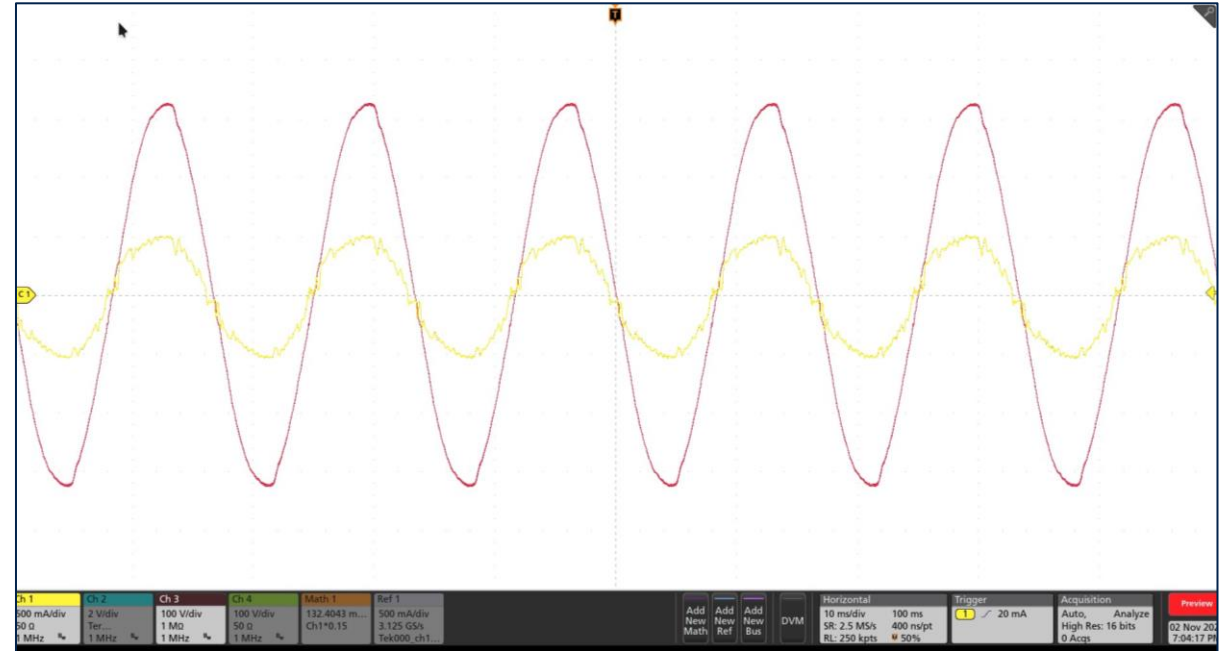 T
C1
Ch 1
500 mA/div
50 Ω
1 MHz
Ch 2
2 V/div
Ter...
1 MHz
Ch 3
100 V/div
1 MΩ
1 MHz
Ch 4
100 V/div
50 Ω
1 MHz
Math 1
132.4043 m...
Ch1*0.15
Ref 1
500 mA/div
3.125 GS/s
Tek000_ch1...
Add
New
Math
Add
New
Ref
Add
New
Bus
DVM
Horizontal
10 ms/div 100 ms
SR: 2.5 MS/s 400 ns/pt
RL: 250 kpts 50%
Trigger
1 20 mA
Acquisition
Auto, Analyze
High Res: 16 bits
0 Acqs
Preview
02 Nov 202
7:04:17 PM